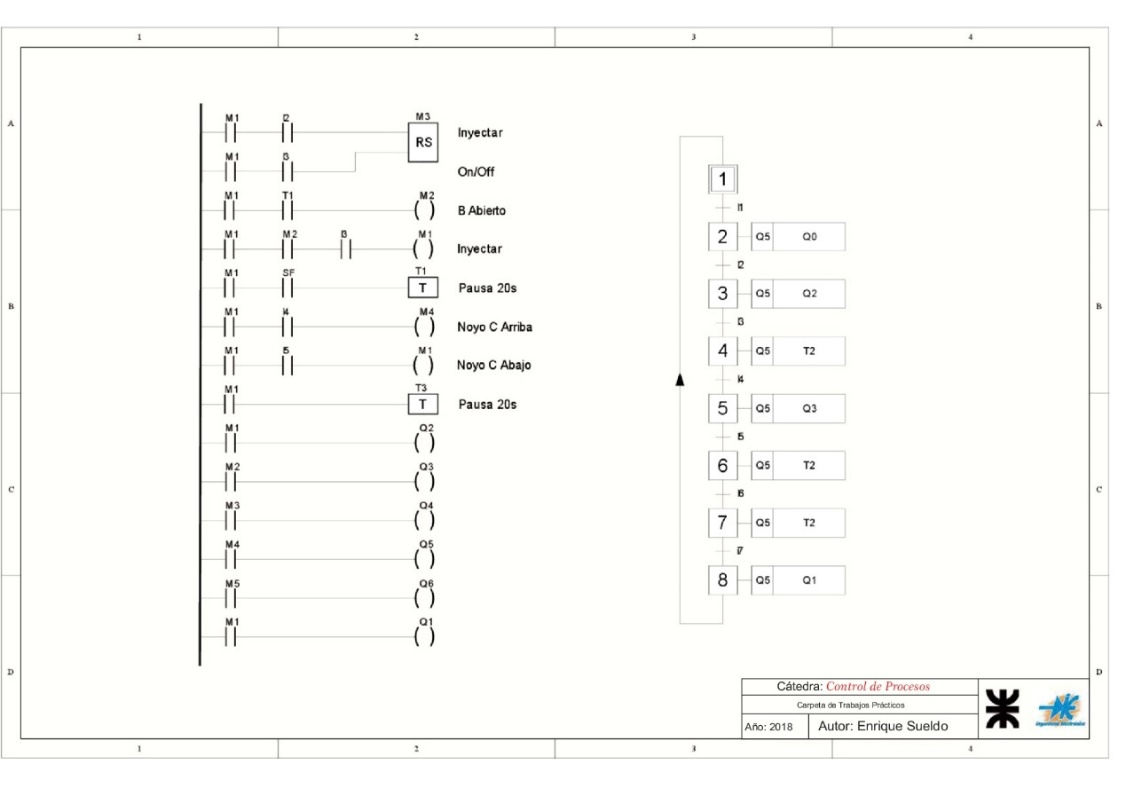 1 2 3 4
A A
M1 I2 M3
RS Inyectar
M1 I3
On/Off
M1 T1 M2
B Abierto
M1 M2 I3 M1
Inyectar
M1 SF T1
T Pausa 20s
B B
M1 I4 M4
Noyo C Arriba
M1 I5 M1
Noyo C Abajo
M1 T3
T Pausa 20s
M1 Q2
M2 Q3
C C
M3 Q4
M4 Q5
M5 Q6
M1 Q1
D D
1
I1
2 Q5 Q0
I2
3 Q5 Q2
I3
4 Q5 T2
I4
5 Q5 Q3
I5
6 Q5 T2
I6
7 Q5 T2
I7
8 Q5 Q1
Cátedra: Control de Procesos
Carpeta de Trabajos Prácticos
Año: 2018 Autor: Enrique Sueldo
1 2 3 4